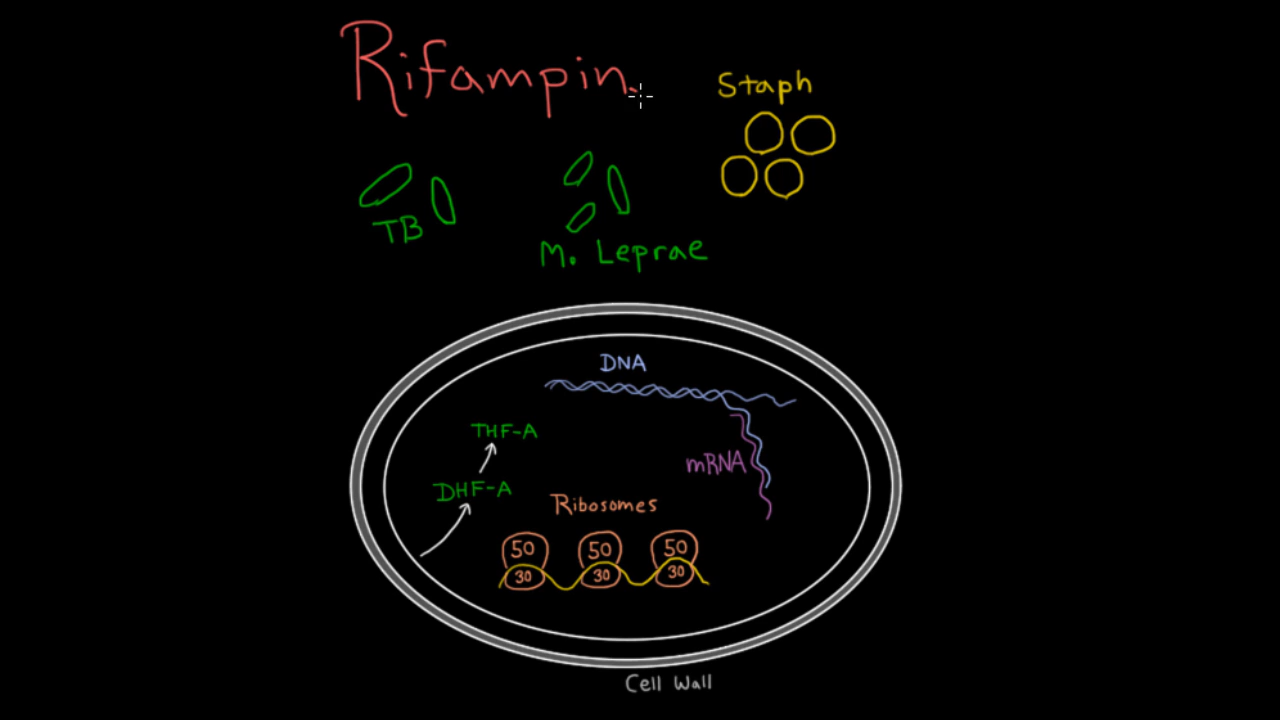 Rifampin
Staph
TB
M. Leprae
DNA
THF-A
mRNA
DHF-A
Ribosomes
50 50 50
30 30 30
Cell Wall